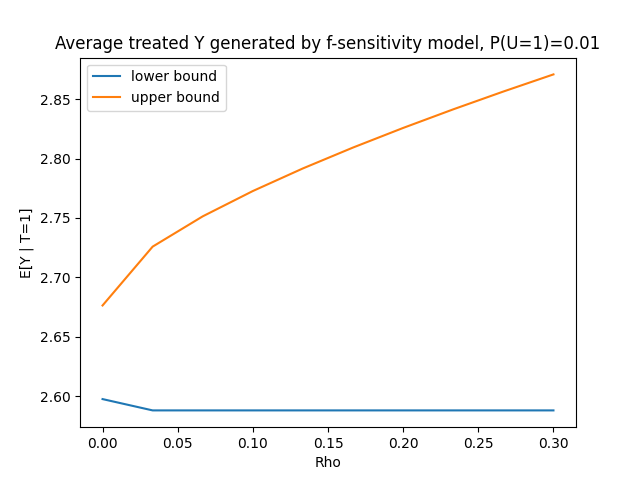 Average treated Y generated by f-sensitivity model, P(U=1)=0.01
lower bound
upper bound
E[Y | T=1]
2.85
2.80
2.75
2.70
2.65
2.60
0.00 0.05 0.10 0.15 0.20 0.25 0.30
Rho